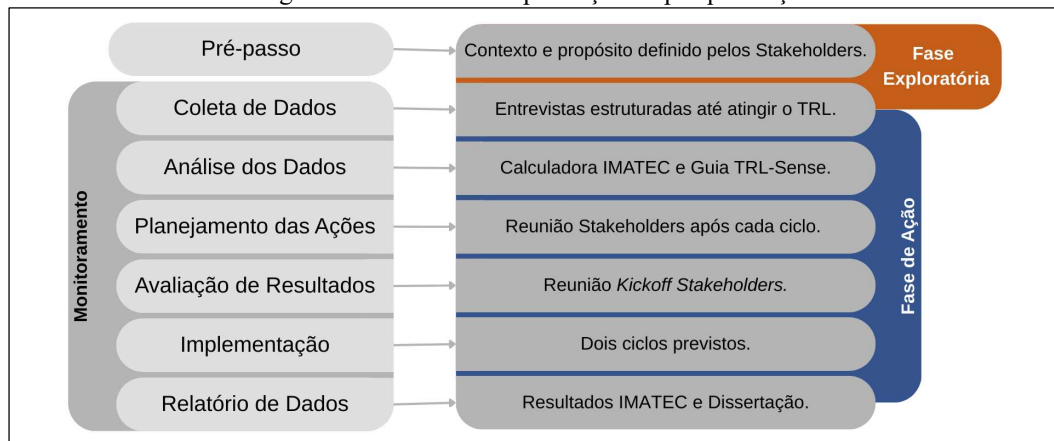 Pré-passo
Contexto e propósito definido pelos Stakeholders.
Fase
Exploratória
Coleta de Dados
Entrevistas estruturadas até atingir o TRL.
Análise dos Dados
Calculadora IMATEC e Guia TRL-Sense.
Planejamento das Ações
Reunião Stakeholders após cada ciclo.
Avaliação de Resultados
Reunião Kickoff Stakeholders.
Implementação
Dois ciclos previstos.
Relatório de Dados
Resultados IMATEC e Dissertação.
Monitoramento
Fase de Ação